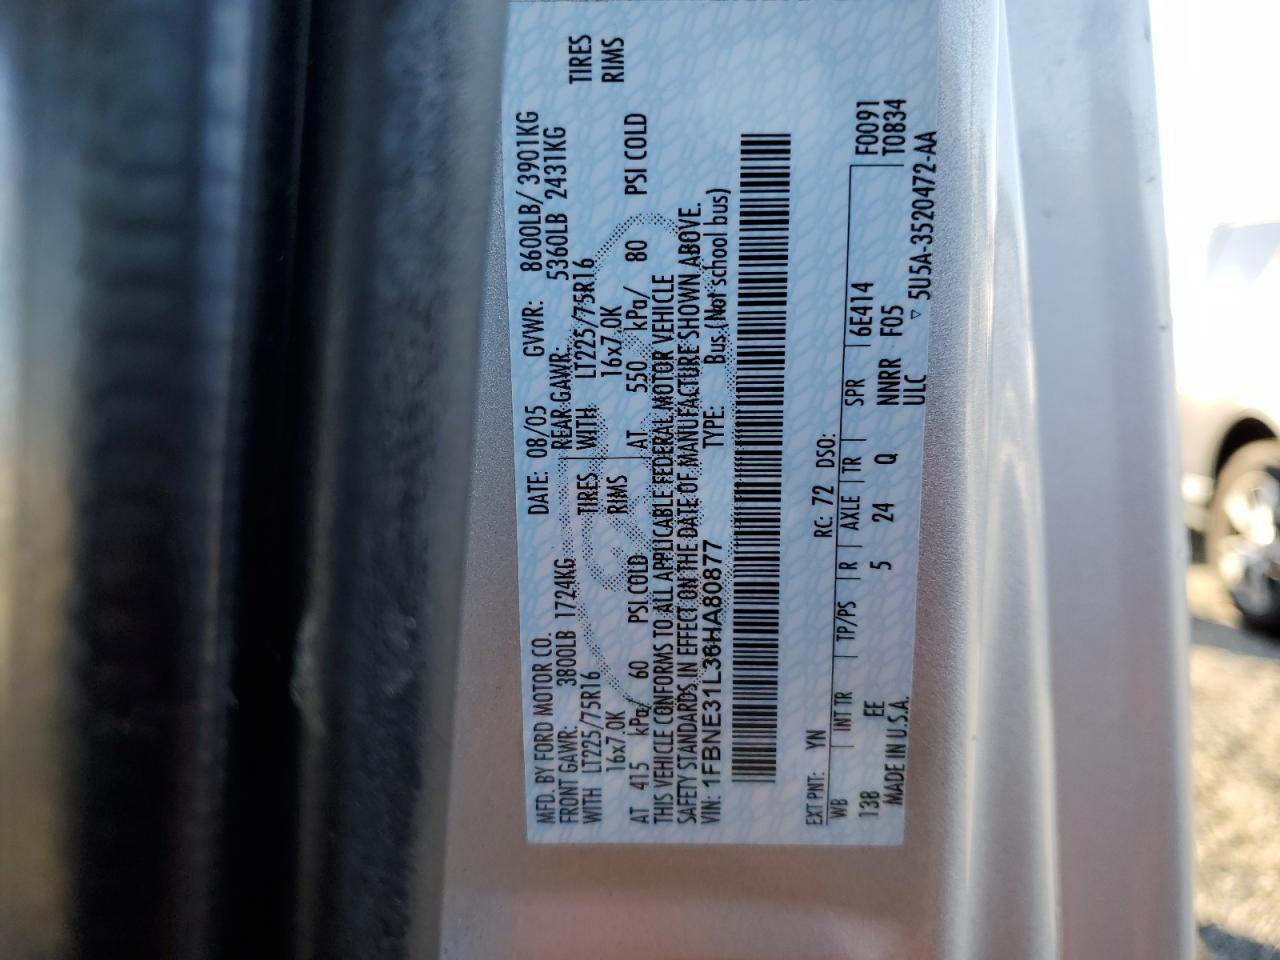 MFD. BY FORD MOTOR CO.
DATE: 08/05 GVWR: 8600LB/ 3901KG
FRONT GAWR: 3800LB 1724KG REAR GAWR: 5360LB 2431KG
WITH LT225/75R16 TIRES WITH LT225/75R16 TIRES
16x7.0K RIMS 16x7.0K RIMS
AT 415 kPa/ 60 PSI COLD AT 550 kPa/ 80 PSI COLD
THIS VEHICLE CONFORMS TO ALL APPLICABLE FEDERAL MOTOR VEHICLE
SAFETY STANDARDS IN EFFECT ON THE DATE OF MANUFACTURE SHOWN ABOVE.
VIN: 1FBNE31L36HA80877 TYPE: Bus (Not school bus)
EXT PNT: YN RC: 72 DSO:
WB INT TR TP/PS R AXLE TR SPR 6E414 F0091
138 EE 5 24 Q NNRR F05 T0834
MADE IN U.S.A. ULC
▽ 5U5A-3520472-AA